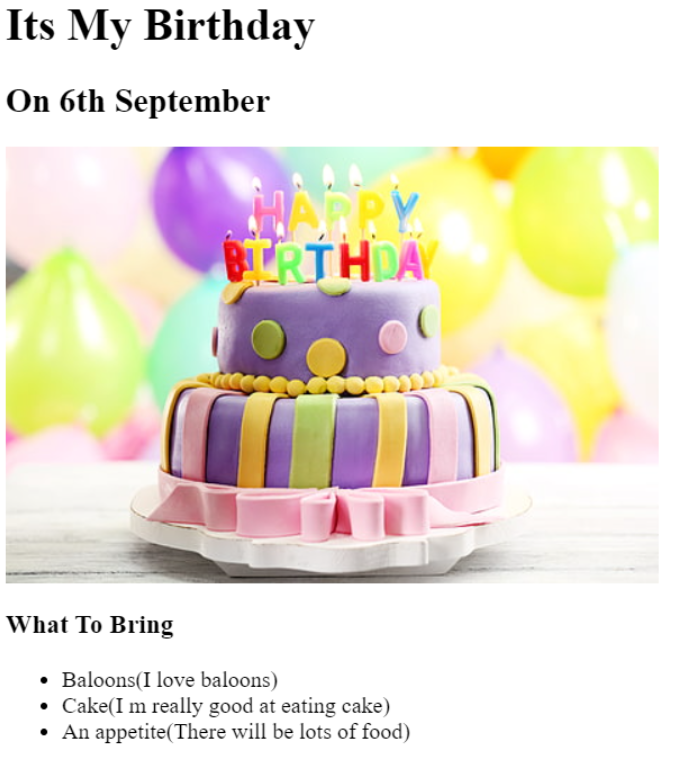 Its My Birthday
On 6th September
HAPPY
BIRTHDAY
What To Bring
Baloons(I love baloons)
Cake(I m really good at eating cake)
An appetite(There will be lots of food)